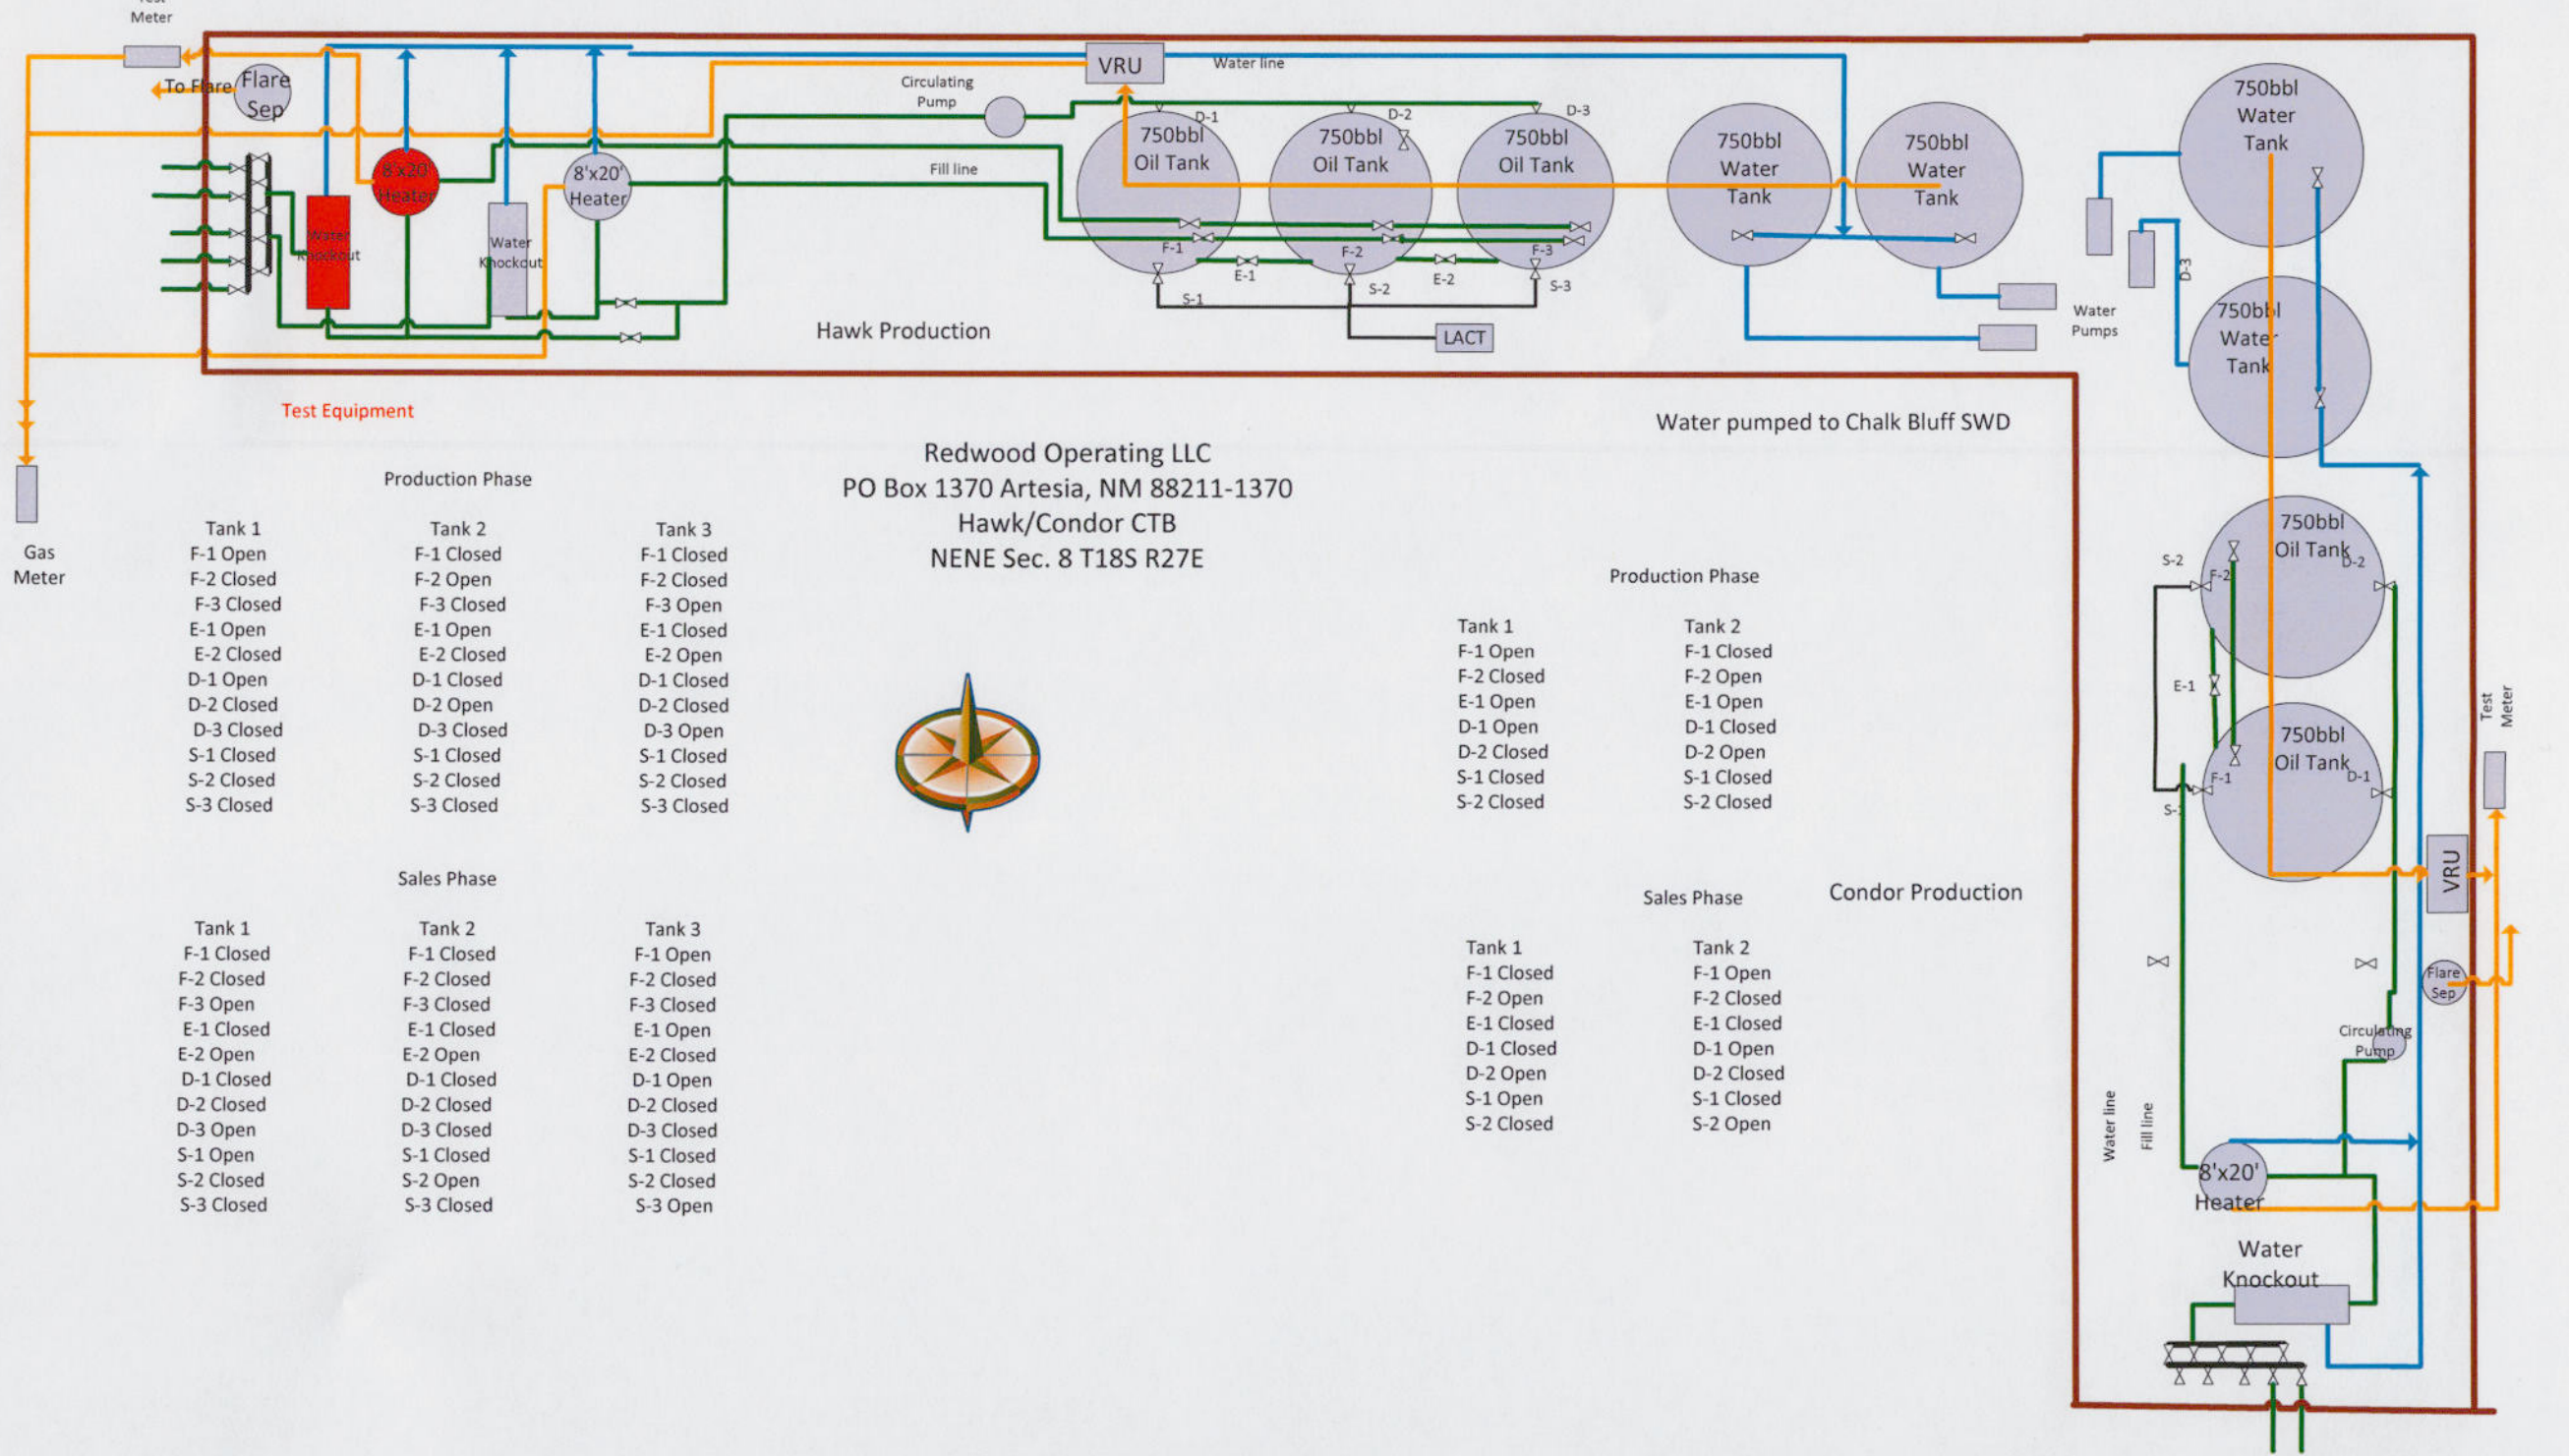 Meter
To Flare
Flare
Sep
8'x20'
Heater
Water
Knockout
8'x20'
Heater
Water
Knockout
Circulating
Pump
Fill line
VRU
Water line
D-1
D-2
D-3
750bbl
Oil Tank
750bbl
Oil Tank
750bbl
Oil Tank
F-1
F-2
F-3
E-1
E-2
S-1
S-2
S-3
LACT
Hawk Production
750bbl
Water
Tank
750bbl
Water
Tank
Water
Pumps
750bbl
Water
Tank
D-3
750bbl
Water
Tank
Test Equipment
Water pumped to Chalk Bluff SWD
Redwood Operating LLC
PO Box 1370 Artesia, NM 88211-1370
Hawk/Condor CTB
NENE Sec. 8 T18S R27E
Gas
Meter
Production Phase
Tank 1
F-1 Open
F-2 Closed
F-3 Closed
E-1 Open
E-2 Closed
D-1 Open
D-2 Closed
D-3 Closed
S-1 Closed
S-2 Closed
S-3 Closed
Tank 2
F-1 Closed
F-2 Open
F-3 Closed
E-1 Open
E-2 Closed
D-1 Closed
D-2 Open
D-3 Closed
S-1 Closed
S-2 Closed
S-3 Closed
Tank 3
F-1 Closed
F-2 Closed
F-3 Open
E-1 Closed
E-2 Open
D-1 Closed
D-2 Closed
D-3 Open
S-1 Closed
S-2 Closed
S-3 Closed
Sales Phase
Tank 1
F-1 Closed
F-2 Closed
F-3 Open
E-1 Closed
E-2 Open
D-1 Closed
D-2 Closed
D-3 Open
S-1 Open
S-2 Closed
S-3 Closed
Tank 2
F-1 Closed
F-2 Closed
F-3 Closed
E-1 Closed
E-2 Open
D-1 Closed
D-2 Closed
D-3 Closed
S-1 Closed
S-2 Open
S-3 Closed
Tank 3
F-1 Open
F-2 Closed
F-3 Closed
E-1 Open
E-2 Closed
D-1 Open
D-2 Closed
D-3 Closed
S-1 Closed
S-2 Closed
S-3 Open
Production Phase
Tank 1
F-1 Open
F-2 Closed
E-1 Open
D-1 Open
D-2 Closed
S-1 Closed
S-2 Closed
Tank 2
F-1 Closed
F-2 Open
E-1 Open
D-1 Closed
D-2 Open
S-1 Closed
S-2 Closed
Sales Phase
Condor Production
Tank 1
F-1 Closed
F-2 Open
E-1 Closed
D-1 Closed
D-2 Open
S-1 Open
S-2 Closed
Tank 2
F-1 Open
F-2 Closed
E-1 Closed
D-1 Open
D-2 Closed
S-1 Closed
S-2 Open
750bbl
Oil Tank
S-2
F-2
D-2
E-1
750bbl
Oil Tank
F-1
D-1
Test
Meter
VRU
Flare
Sep
Circulating
Pump
Water line
Fill line
8'x20'
Heater
Water
Knockout